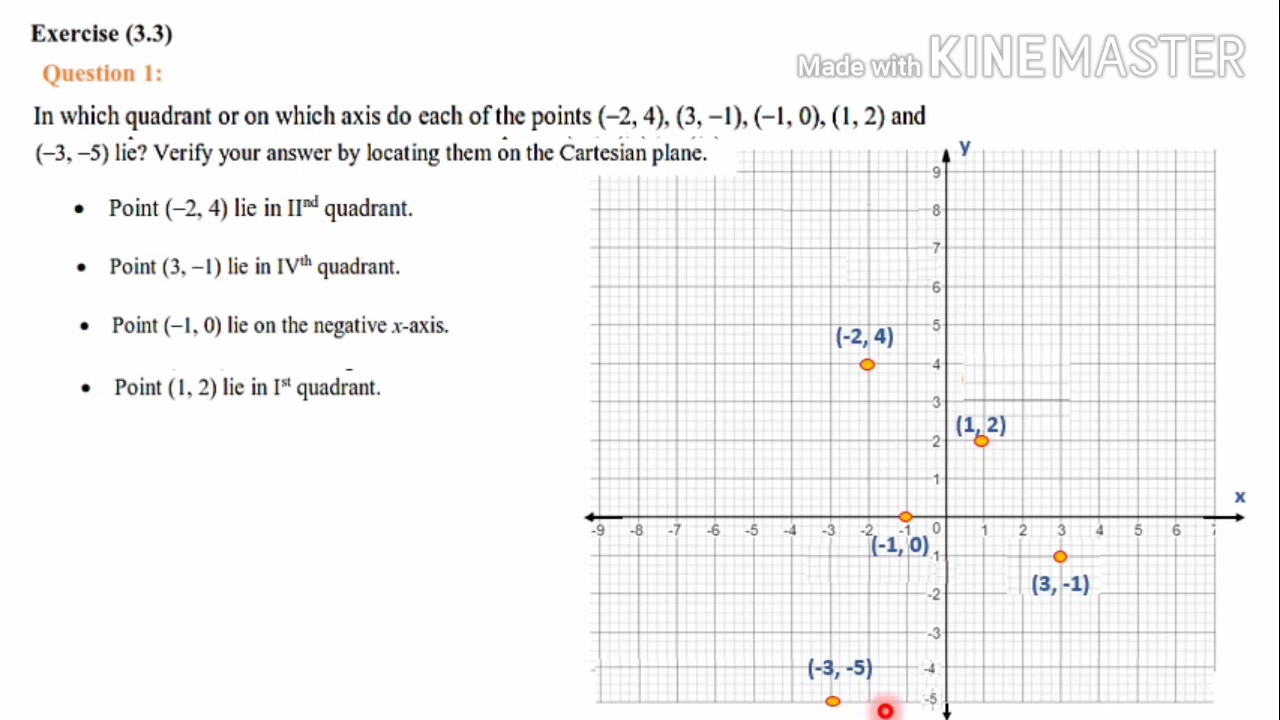 Exercise (3.3)
Made with KINEMASTER
Question 1:
In which quadrant or on which axis do each of the points (–2, 4), (3, –1), (–1, 0), (1, 2) and
(–3, –5) lie? Verify your answer by locating them on the Cartesian plane.
• Point (–2, 4) lie in IInd quadrant.
• Point (3, –1) lie in IVth quadrant.
• Point (–1, 0) lie on the negative x-axis.
• Point (1, 2) lie in Ist quadrant.
y
9
8
7
6
5
(-2, 4)
4
3
(1, 2)
2
1
x
-9 -8 -7 -6 -5 -4 -3 -2 -1 0 1 2 3 4 5 6
(-1, 0)
-1
(3, -1)
-2
-3
(-3, -5)
-4
-5